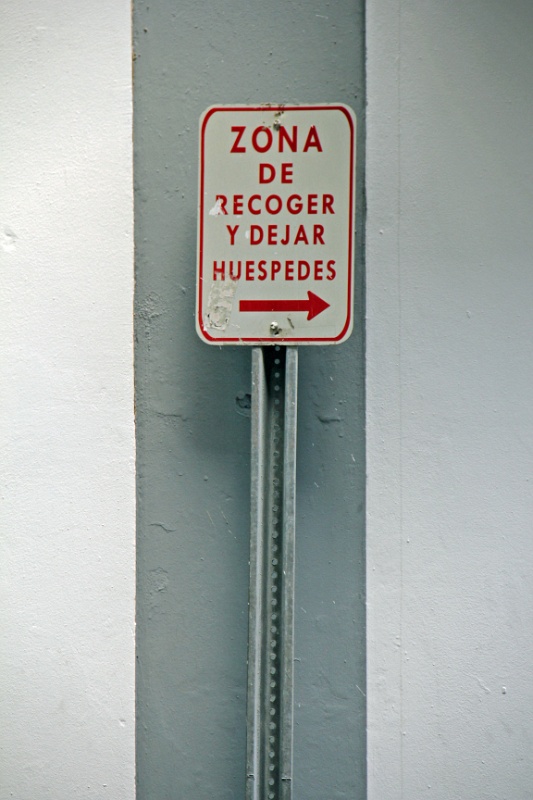 ZONA
DE
RECOGER
Y DEJAR
HUESPEDES